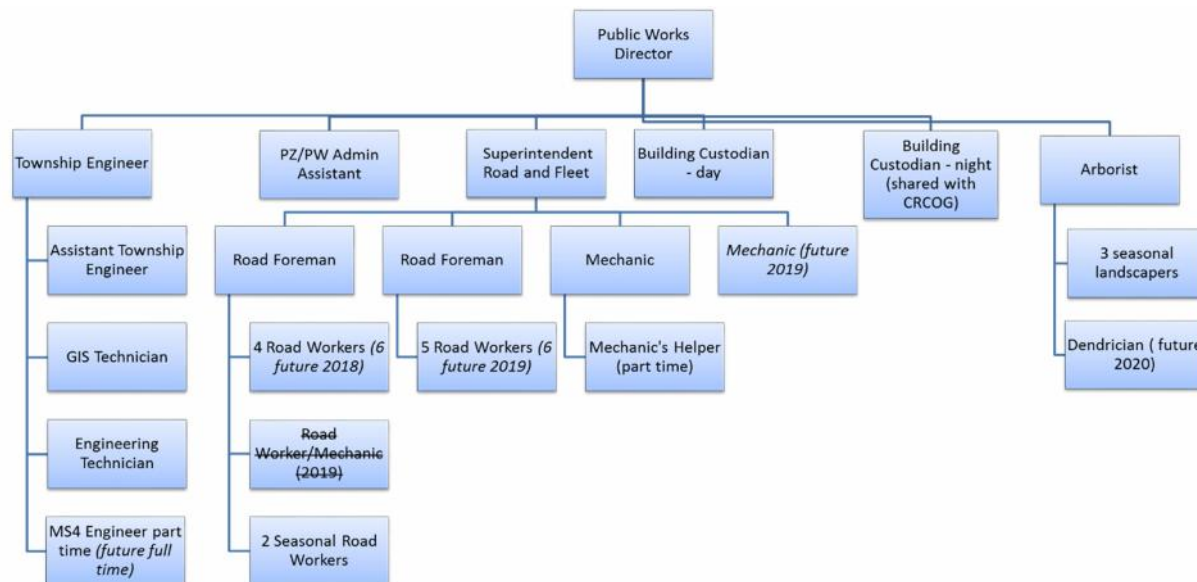 Public Works
Director
Township Engineer
PZ/PW Admin
Assistant
Superintendent
Road and Fleet
Building Custodian
- day
Building
Custodian - night
(shared with
CRCOG)
Arborist
Assistant Township
Engineer
GIS Technician
Engineering
Technician
MS4 Engineer part
time (future full
time)
Road Foreman
4 Road Workers (6
future 2018)
Road
Worker/Mechanic
(2019)
2 Seasonal Road
Workers
Road Foreman
5 Road Workers (6
future 2019)
Mechanic
Mechanic's Helper
(part time)
Mechanic (future
2019)
3 seasonal
landscapers
Dendrician ( future
2020)